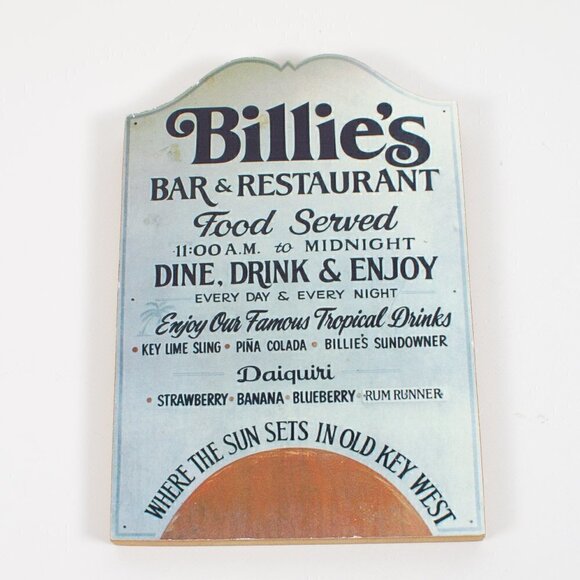 Billie's
BAR & RESTAURANT
Food Served
11:00 A.M. to MIDNIGHT
DINE, DRINK & ENJOY
EVERY DAY & EVERY NIGHT
Enjoy Our Famous Tropical Drinks
• KEY LIME SLING • PIÑA COLADA • BILLIE'S SUNDOWNER
Daiquiri
• STRAWBERRY • BANANA • BLUEBERRY • RUM RUNNER
WHERE THE SUN SETS IN OLD KEY WEST